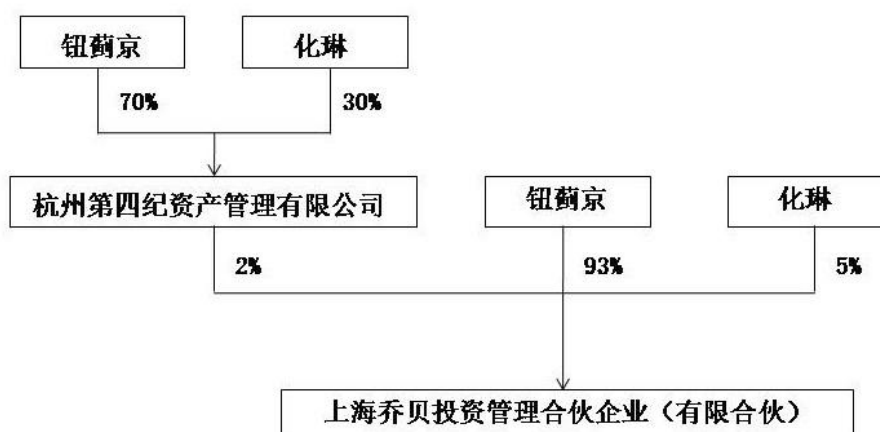 钮蓟京
化琳
70%
30%
杭州第四纪资产管理有限公司
钮蓟京
化琳
2%
93%
5%
上海乔贝投资管理合伙企业（有限合伙）